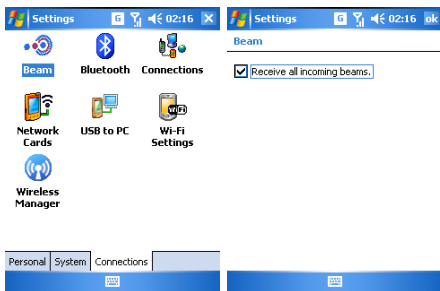 Settings G 02:16
Beam Bluetooth Connections
Network Cards USB to PC Wi-Fi Settings
Wireless Manager
Personal System Connections
Settings G 02:16 ok
Beam
Receive all incoming beams.